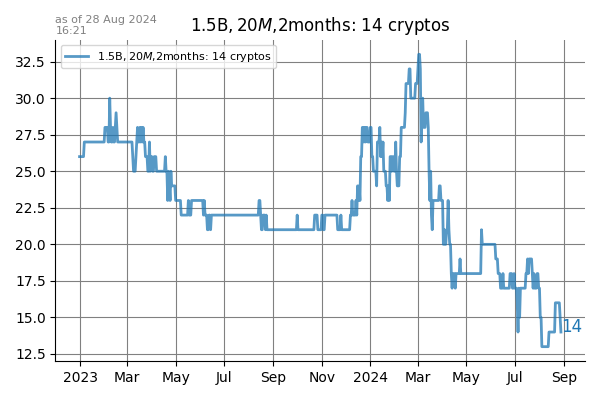 as of 28 Aug 2024
16:21
1.5B, 20M,2months: 14 cryptos
1.5B, 20M,2months: 14 cryptos
32.5
30.0
27.5
25.0
22.5
20.0
17.5
15.0
12.5
14
2023 Mar May Jul Sep Nov 2024 Mar May Jul Sep